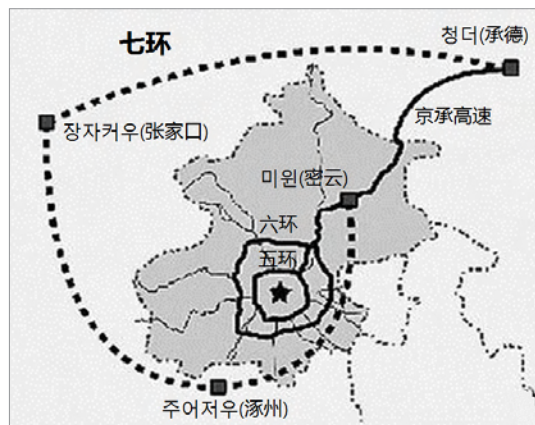 청더(承德)
七环
京承高速
장자커우(张家口)
미윈(密云)
六环
五环
주어저우(涿州)